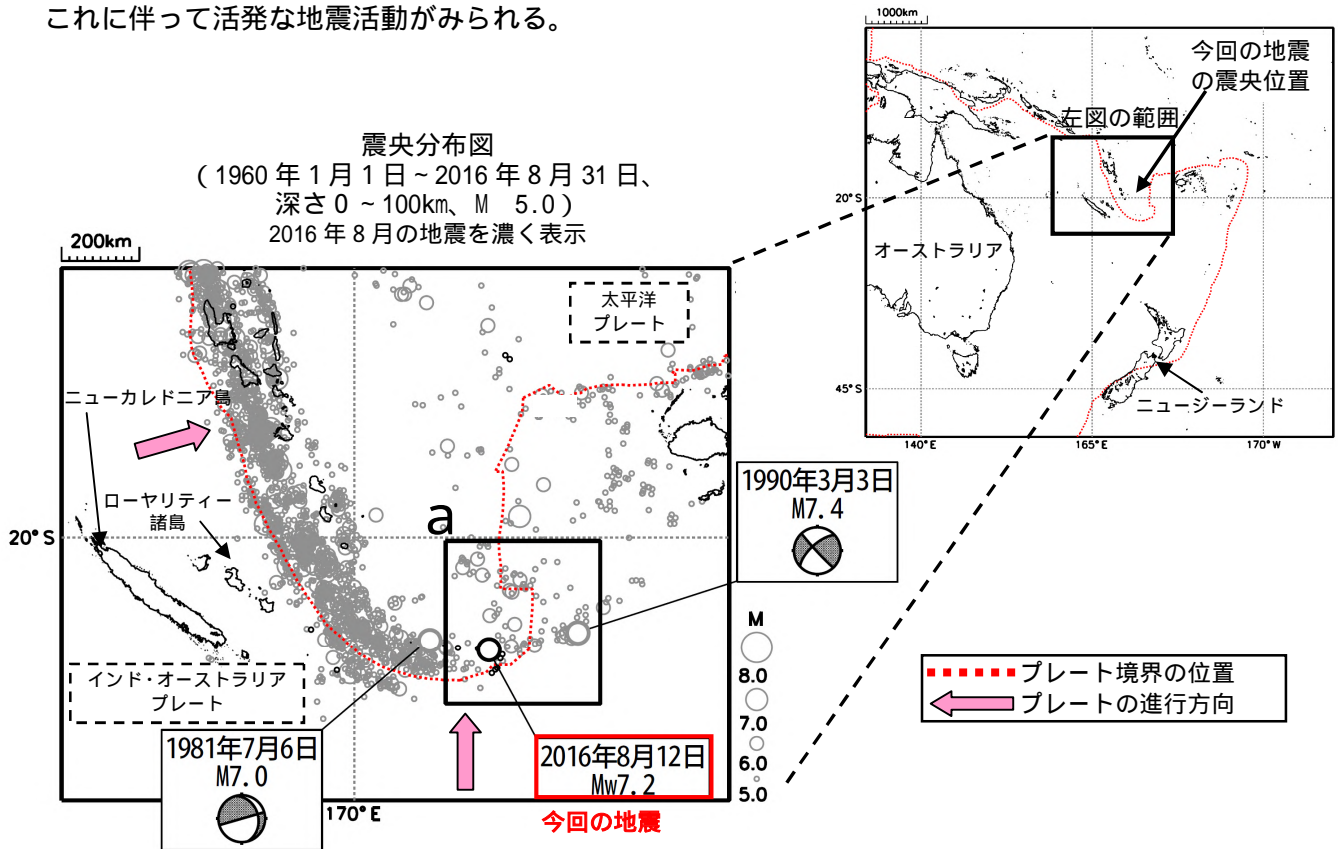 これに伴って活発な地震活動がみられる。
震央分布図
(1960年1月1日~2016年8月31日、
深さ0~100km、M 5.0)
2016年8月の地震を濃く表示
200km
太平洋
プレート
ニューカレドニア島
ローヤリティー
諸島
a
20°S
インド・オーストラリア
プレート
1981年7月6日
M7.0
170°E
2016年8月12日
Mw7.2
今回の地震
1990年3月3日
M7.4
M
8.0
7.0
6.0
5.0
1000km
今回の地震
の震央位置
左図の範囲
20°S
オーストラリア
45°S
ニュージーランド
140°E
165°E
170°W
プレート境界の位置
プレートの進行方向